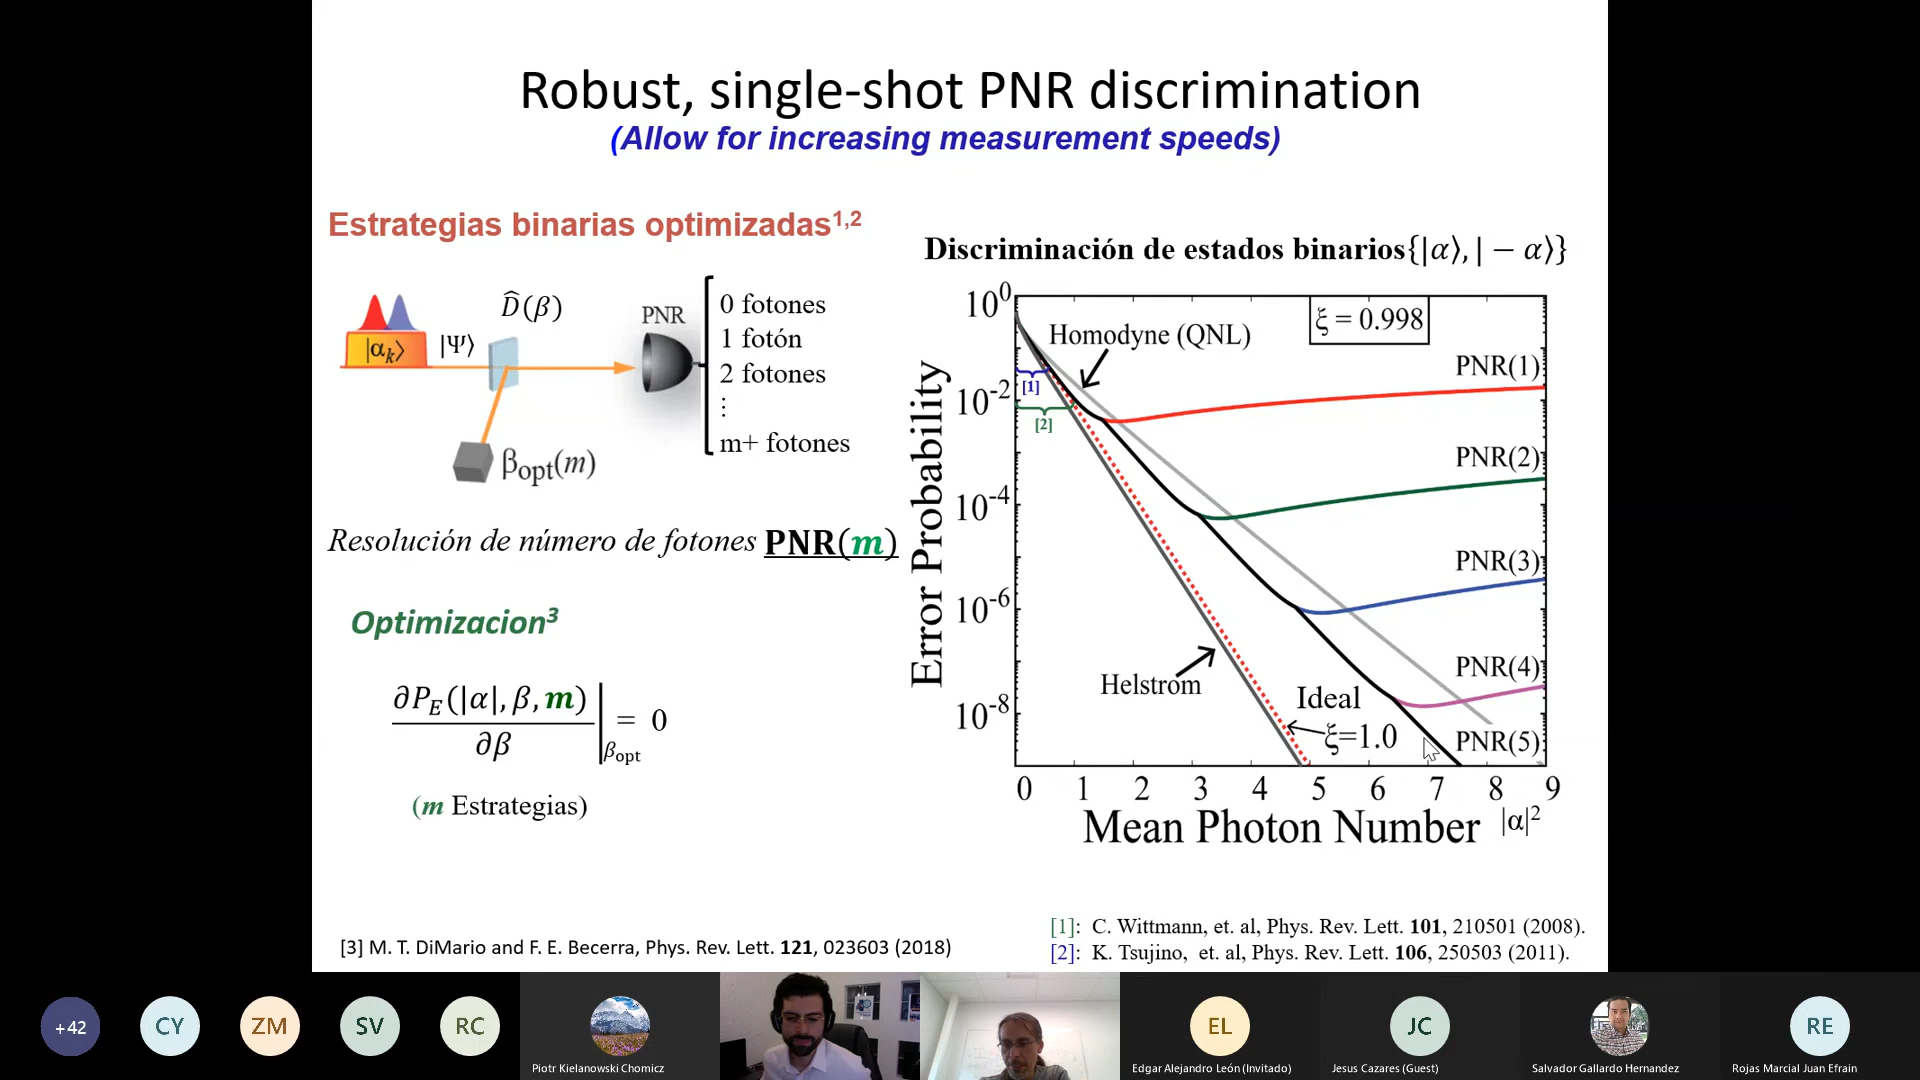 Robust, single-shot PNR discrimination
(Allow for increasing measurement speeds)
Estrategias binarias optimizadas¹,²
|αₖ⟩
|Ψ⟩
D̂(β)
PNR
0 fotones
1 fotón
2 fotones
⋮
m+ fotones
βopt(m)
Resolución de número de fotones PNR(m)
Optimizacion³
∂P_E(|α|, β, m)
∂β
|βopt = 0
(m Estrategias)
Discriminación de estados binarios{|α⟩, |− α⟩}
Error Probability
10⁰
10⁻²
10⁻⁴
10⁻⁶
10⁻⁸
ξ = 0.998
Homodyne (QNL)
[1]
[2]
PNR(1)
PNR(2)
PNR(3)
PNR(4)
PNR(5)
Helstrom
Ideal
ξ=1.0
0 1 2 3 4 5 6 7 8 9
Mean Photon Number |α|²
[1]: C. Wittmann, et. al, Phys. Rev. Lett. 101, 210501 (2008).
[2]: K. Tsujino, et. al, Phys. Rev. Lett. 106, 250503 (2011).
[3] M. T. DiMario and F. E. Becerra, Phys. Rev. Lett. 121, 023603 (2018)
+42
CY
ZM
SV
RC
Piotr Kielanowski Chomicz
EL
Edgar Alejandro León (Invitado)
JC
Jesus Cazares (Guest)
Salvador Gallardo Hernandez
RE
Rojas Marcial Juan Efrain